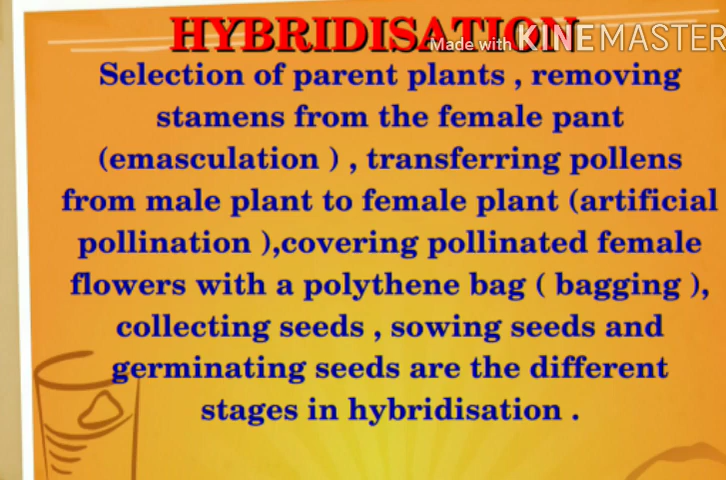 HYBRIDISATION
Made with KINEMASTER
Selection of parent plants , removing
stamens from the female pant
(emasculation ) , transferring pollens
from male plant to female plant (artificial
pollination ),covering pollinated female
flowers with a polythene bag ( bagging ),
collecting seeds , sowing seeds and
germinating seeds are the different
stages in hybridisation .